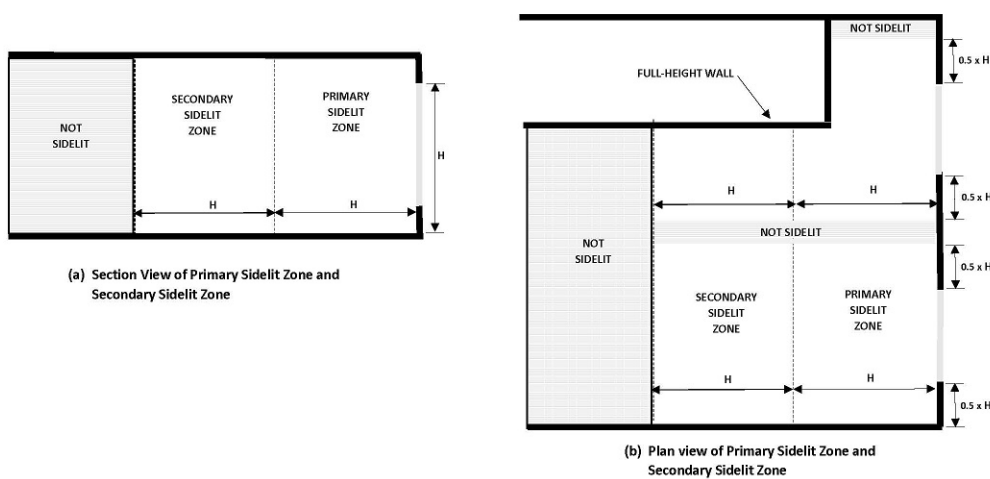 NOT
SIDELIT
SECONDARY
SIDELIT
ZONE
PRIMARY
SIDELIT
ZONE
H
H
H
(a) Section View of Primary Sidelit Zone and
Secondary Sidelit Zone
NOT SIDELIT
0.5 x H
FULL-HEIGHT WALL
H
H
0.5 x H
NOT SIDELIT
NOT
SIDELIT
0.5 x H
SECONDARY
SIDELIT
ZONE
PRIMARY
SIDELIT
ZONE
H
H
0.5 x H
(b) Plan view of Primary Sidelit Zone and
Secondary Sidelit Zone